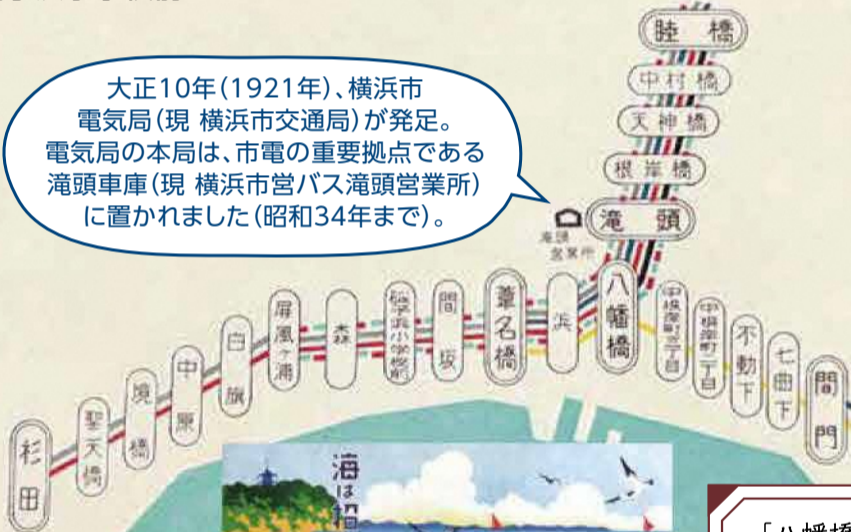 大正10年(1921年)、横浜市
電気局(現 横浜市交通局)が発足。
電気局の本局は、市電の重要拠点である
滝頭車庫(現 横浜市営バス滝頭営業所)
に置かれました(昭和34年まで)。
睦橋
中村橋
天神橋
根岸橋
滝頭
滝頭
営業所
杉田
聖天橋
境橋
中原
白旗
屏風ヶ浦
森
磯子浜小学校前
間坂
葦名橋
浜
八幡橋
中根岸町三丁目
中根岸町一丁目
不動下
七曲下
間門
海は招
「八幡橋